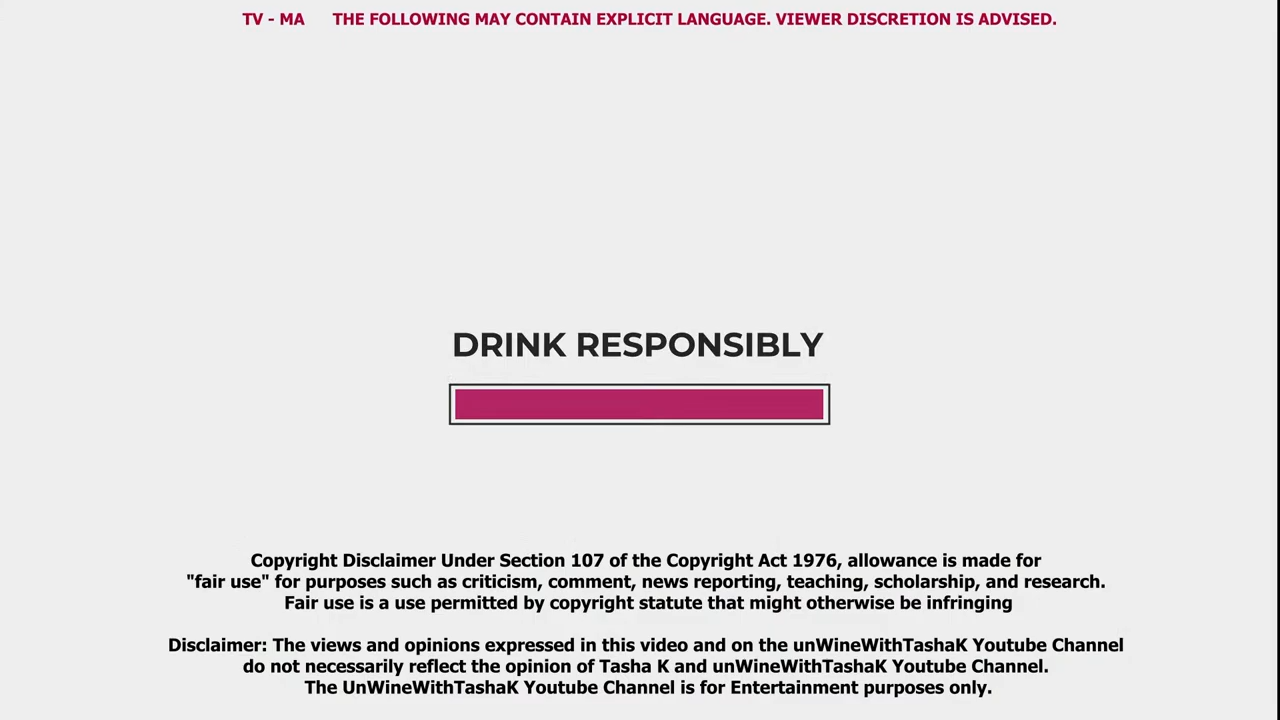 TV - MA THE FOLLOWING MAY CONTAIN EXPLICIT LANGUAGE. VIEWER DISCRETION IS ADVISED.
DRINK RESPONSIBLY
Copyright Disclaimer Under Section 107 of the Copyright Act 1976, allowance is made for
"fair use" for purposes such as criticism, comment, news reporting, teaching, scholarship, and research.
Fair use is a use permitted by copyright statute that might otherwise be infringing
Disclaimer: The views and opinions expressed in this video and on the unWineWithTashaK Youtube Channel
do not necessarily reflect the opinion of Tasha K and unWineWithTashaK Youtube Channel.
The UnWineWithTashaK Youtube Channel is for Entertainment purposes only.